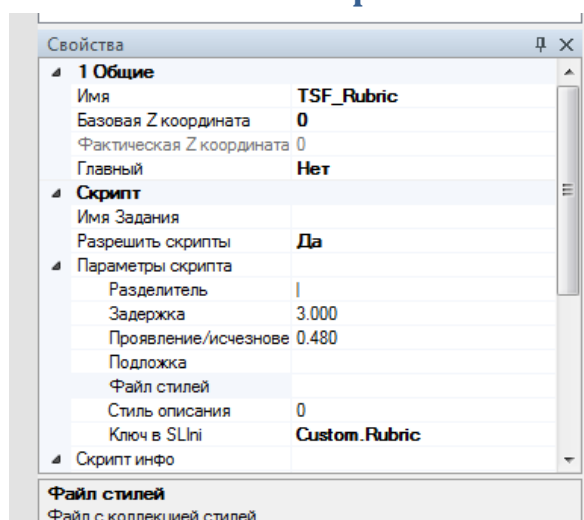 Свойства
1 Общие
Имя TSF_Rubric
Базовая Z координата 0
Фактическая Z координата 0
Главный Нет
Скрипт
Имя Задания
Разрешить скрипты Да
Параметры скрипта
Разделитель |
Задержка 3.000
Проявление/исчезнове 0.480
Подложка
Файл стилей
Стиль описания 0
Ключ в SLIni Custom.Rubric
Скрипт инфо
Файл стилей
Файл с коллекцией стилей